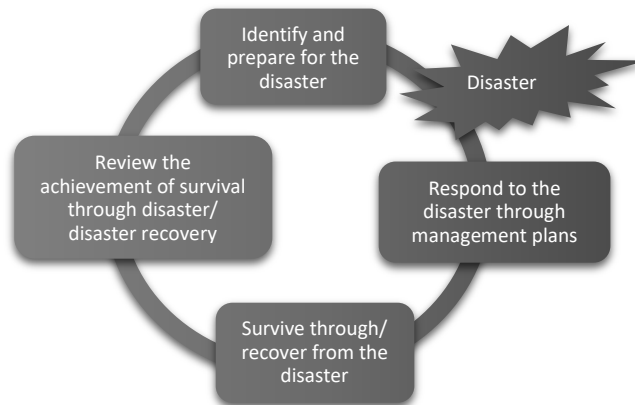 Identify and
prepare for the
disaster
Disaster
Respond to the
disaster through
management plans
Survive through/
recover from the
disaster
Review the
achievement of survival
through disaster/
disaster recovery